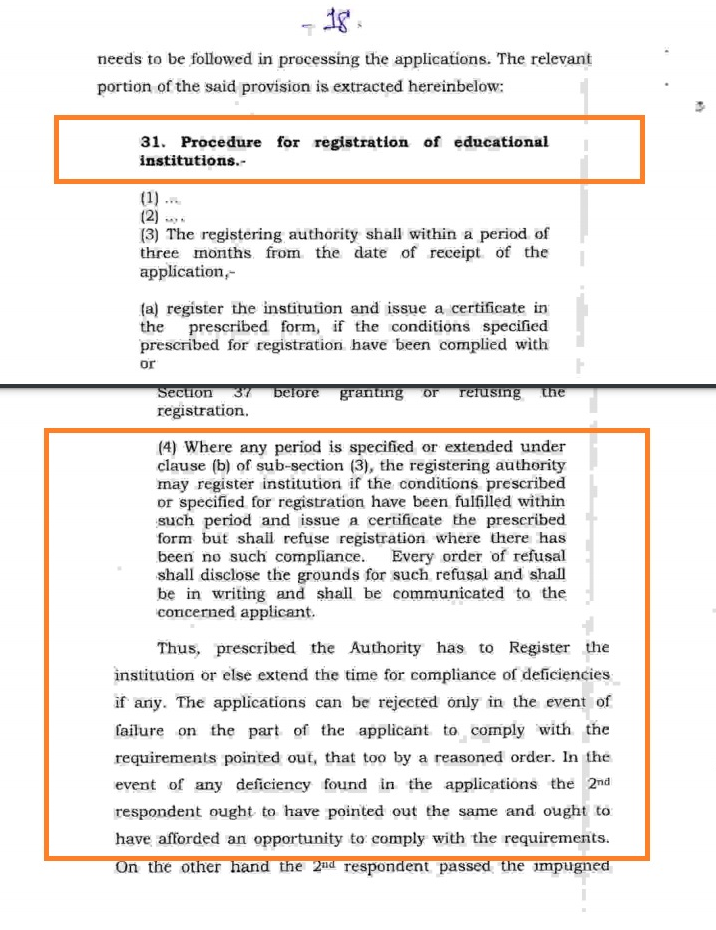 - 18.
needs to be followed in processing the applications. The relevant
portion of the said provision is extracted hereinbelow:
31. Procedure for registration of educational
institutions.-
(1) ...
(2) ....
(3) The registering authority shall within a period of
three months from the date of receipt of the
application,-
(a) register the institution and issue a certificate in
the prescribed form, if the conditions specified
prescribed for registration have been complied with
or
Section 37 before granting or refusing the
registration.
(4) Where any period is specified or extended under
clause (b) of sub-section (3), the registering authority
may register institution if the conditions prescribed
or specified for registration have been fulfilled within
such period and issue a certificate the prescribed
form but shall refuse registration where there has
been no such compliance. Every order of refusal
shall disclose the grounds for such refusal and shall
be in writing and shall be communicated to the
concerned applicant.
Thus, prescribed the Authority has to Register the
institution or else extend the time for compliance of deficiencies
if any. The applications can be rejected only in the event of
failure on the part of the applicant to comply with the
requirements pointed out, that too by a reasoned order. In the
event of any deficiency found in the applications the 2nd
respondent ought to have pointed out the same and ought to
have afforded an opportunity to comply with the requirements.
On the other hand the 2nd respondent passed the impugned